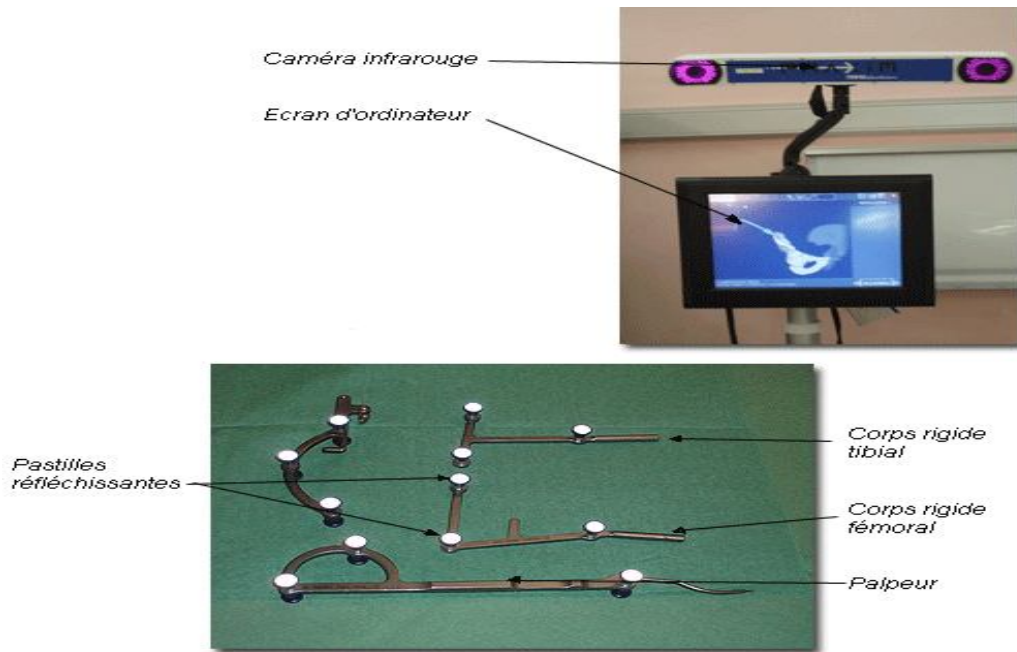 Caméra infrarouge
Ecran d'ordinateur
Pastilles
réfléchissantes
Corps rigide
tibial
Corps rigide
fémoral
Palpeur